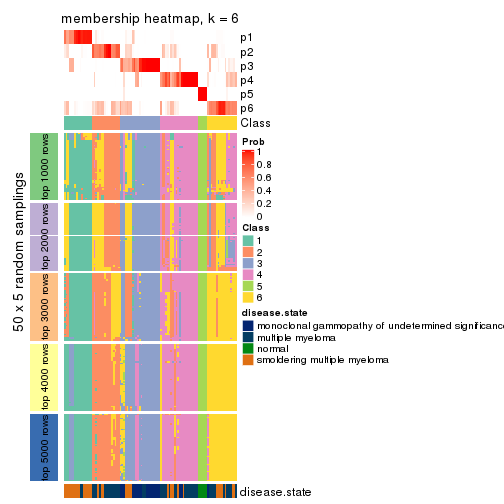 membership heatmap, k = 6
p1
p2
p3
p4
p5
p6
Class
50 x 5 random samplings
top 1000 rows
top 2000 rows
top 3000 rows
top 4000 rows
top 5000 rows
disease.state
Prob
1
0.8
0.6
0.4
0.2
0
Class
1
2
3
4
5
6
disease.state
monoclonal gammopathy of undetermined significance
multiple myeloma
normal
smoldering multiple myeloma